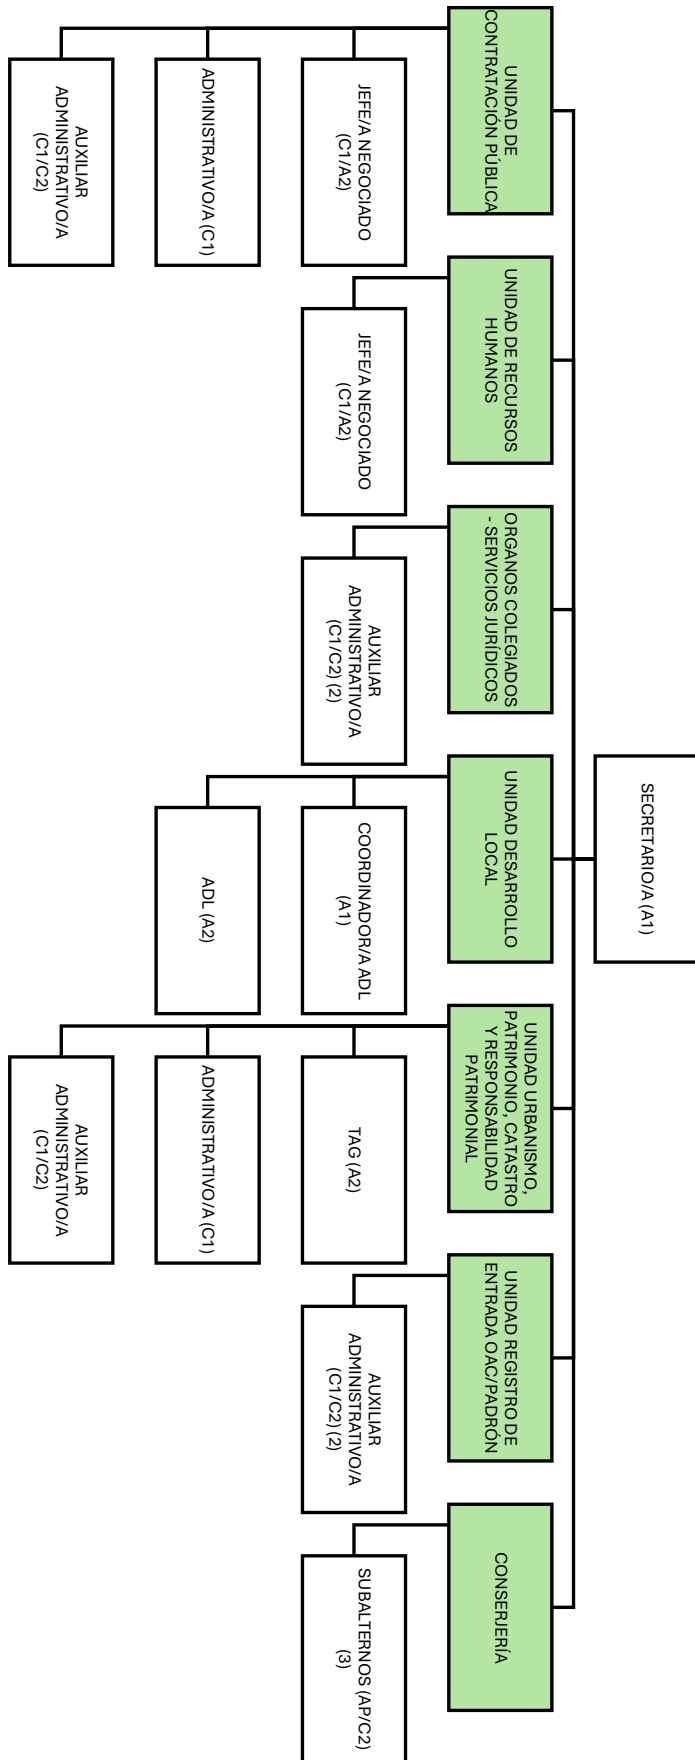 SECRETARIO/A (A1)
UNIDAD DE
CONTRATACIÓN PÚBLICA
JEFE/A NEGOCIADO
(C1/A2)
ADMINISTRATIVO/A (C1)
AUXILIAR
ADMINISTRATIVO/A
(C1/C2)
UNIDAD DE RECURSOS
HUMANOS
JEFE/A NEGOCIADO
(C1/A2)
ORGANOS COLEGIADOS
- SERVICIOS JURÍDICOS
AUXILIAR
ADMINISTRATIVO/A
(C1/C2) (2)
UNIDAD DESARROLLO
LOCAL
COORDINADOR/A ADL
(A1)
ADL (A2)
UNIDAD URBANISMO,
PATRIMONIO, CATASTRO
Y RESPONSABILIDAD
PATRIMONIAL
TAG (A2)
ADMINISTRATIVO/A (C1)
AUXILIAR
ADMINISTRATIVO/A
(C1/C2)
UNIDAD REGISTRO DE
ENTRADA OAC/PADRÓN
AUXILIAR
ADMINISTRATIVO/A
(C1/C2) (2)
CONSERJERÍA
SUBALTERNOS (AP/C2)
(3)